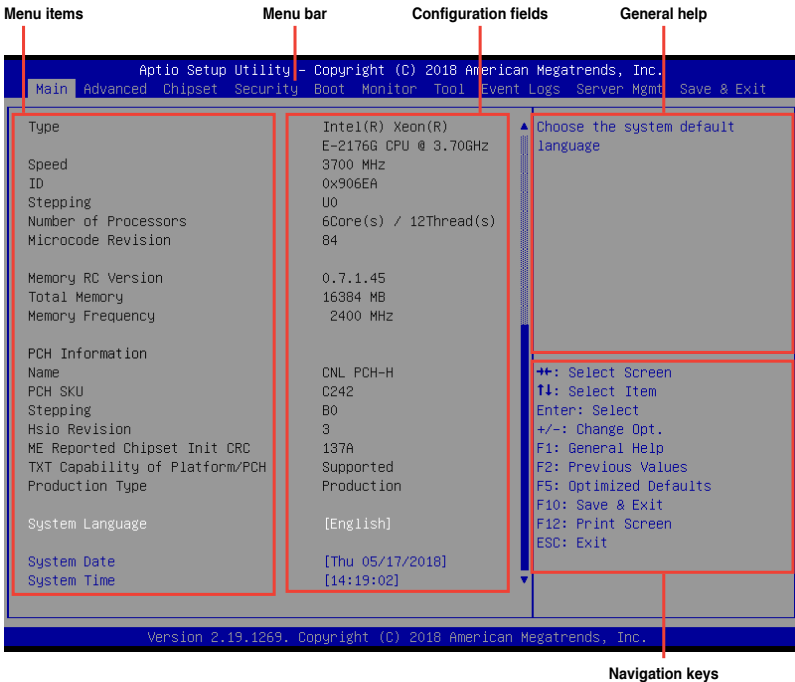 Menu items Menu bar Configuration fields General help
Aptio Setup Utility – Copyright (C) 2018 American Megatrends, Inc.
Main Advanced Chipset Security Boot Monitor Tool Event Logs Server Mgmt Save & Exit
Type Intel(R) Xeon(R)
E-2176G CPU @ 3.70GHz
Speed 3700 MHz
ID 0x906EA
Stepping U0
Number of Processors 6Core(s) / 12Thread(s)
Microcode Revision 84
Memory RC Version 0.7.1.45
Total Memory 16384 MB
Memory Frequency 2400 MHz
PCH Information
Name CNL PCH-H
PCH SKU C242
Stepping B0
Hsio Revision 3
ME Reported Chipset Init CRC 137A
TXT Capability of Platform/PCH Supported
Production Type Production
System Language [English]
System Date [Thu 05/17/2018]
System Time [14:19:02]
Choose the system default
language
→←: Select Screen
↑↓: Select Item
Enter: Select
+/-: Change Opt.
F1: General Help
F2: Previous Values
F5: Optimized Defaults
F10: Save & Exit
F12: Print Screen
ESC: Exit
Version 2.19.1269. Copyright (C) 2018 American Megatrends, Inc.
Navigation keys